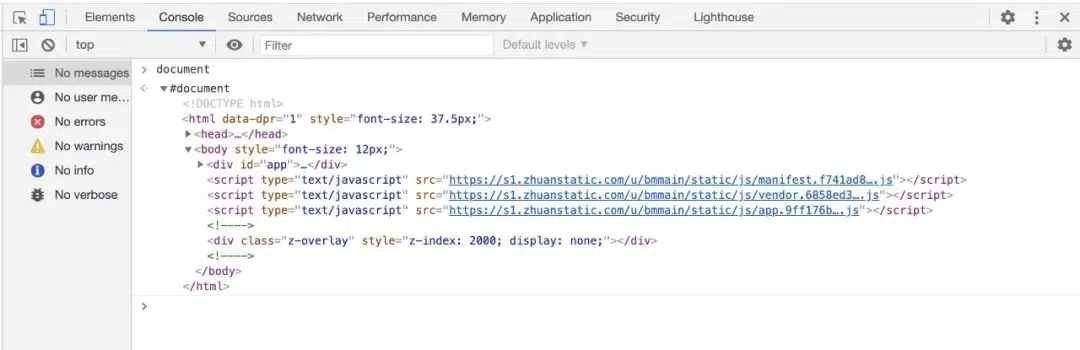 Elements Console Sources Network Performance Memory Application Security Lighthouse
top Filter Default levels
No messages
No user me...
No errors
No warnings
No info
No verbose
document
#document
<!DOCTYPE html>
<html data-dpr="1" style="font-size: 37.5px;">
<head>…</head>
<body style="font-size: 12px;">
<div id="app">…</div>
<script type="text/javascript" src="https://s1.zhuanstatic.com/u/bmmain/static/js/manifest.f741ad8….js"></script>
<script type="text/javascript" src="https://s1.zhuanstatic.com/u/bmmain/static/js/vendor.6858ed3….js"></script>
<script type="text/javascript" src="https://s1.zhuanstatic.com/u/bmmain/static/js/app.9ff176b….js"></script>
<!---->
<div class="z-overlay" style="z-index: 2000; display: none;"></div>
<!---->
</body>
</html>